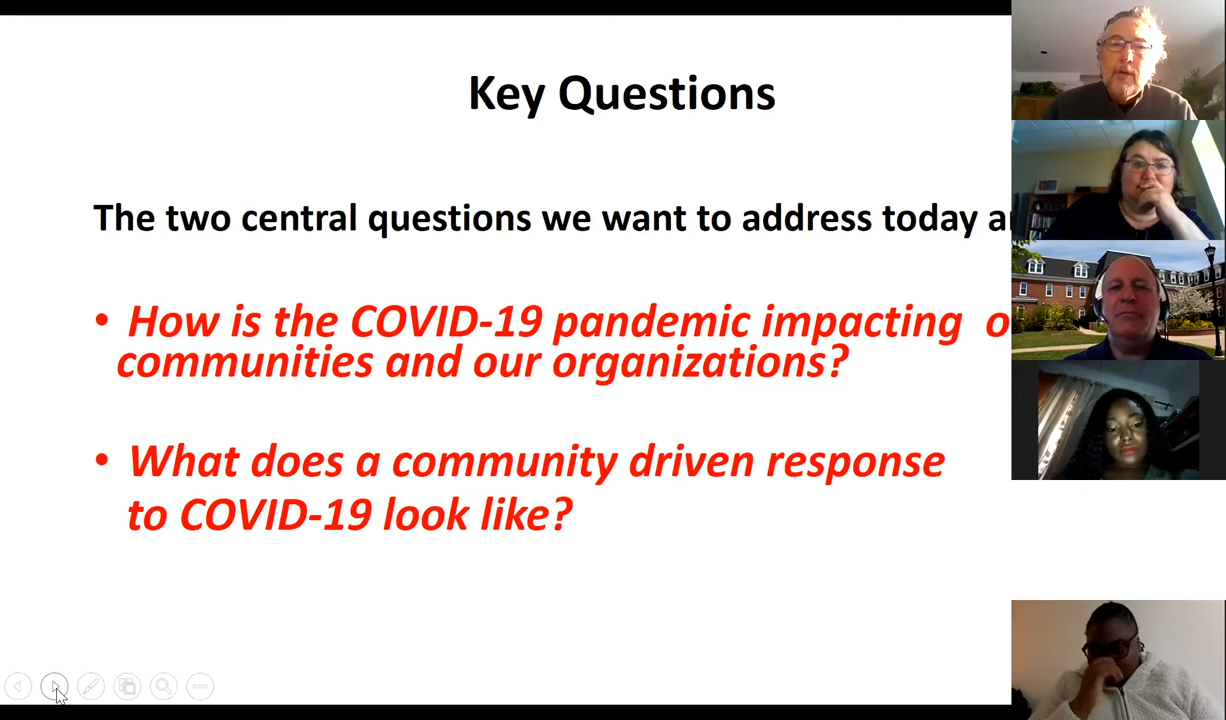 Key Questions
The two central questions we want to address today
• How is the COVID-19 pandemic impacting
communities and our organizations?
• What does a community driven response
to COVID-19 look like?